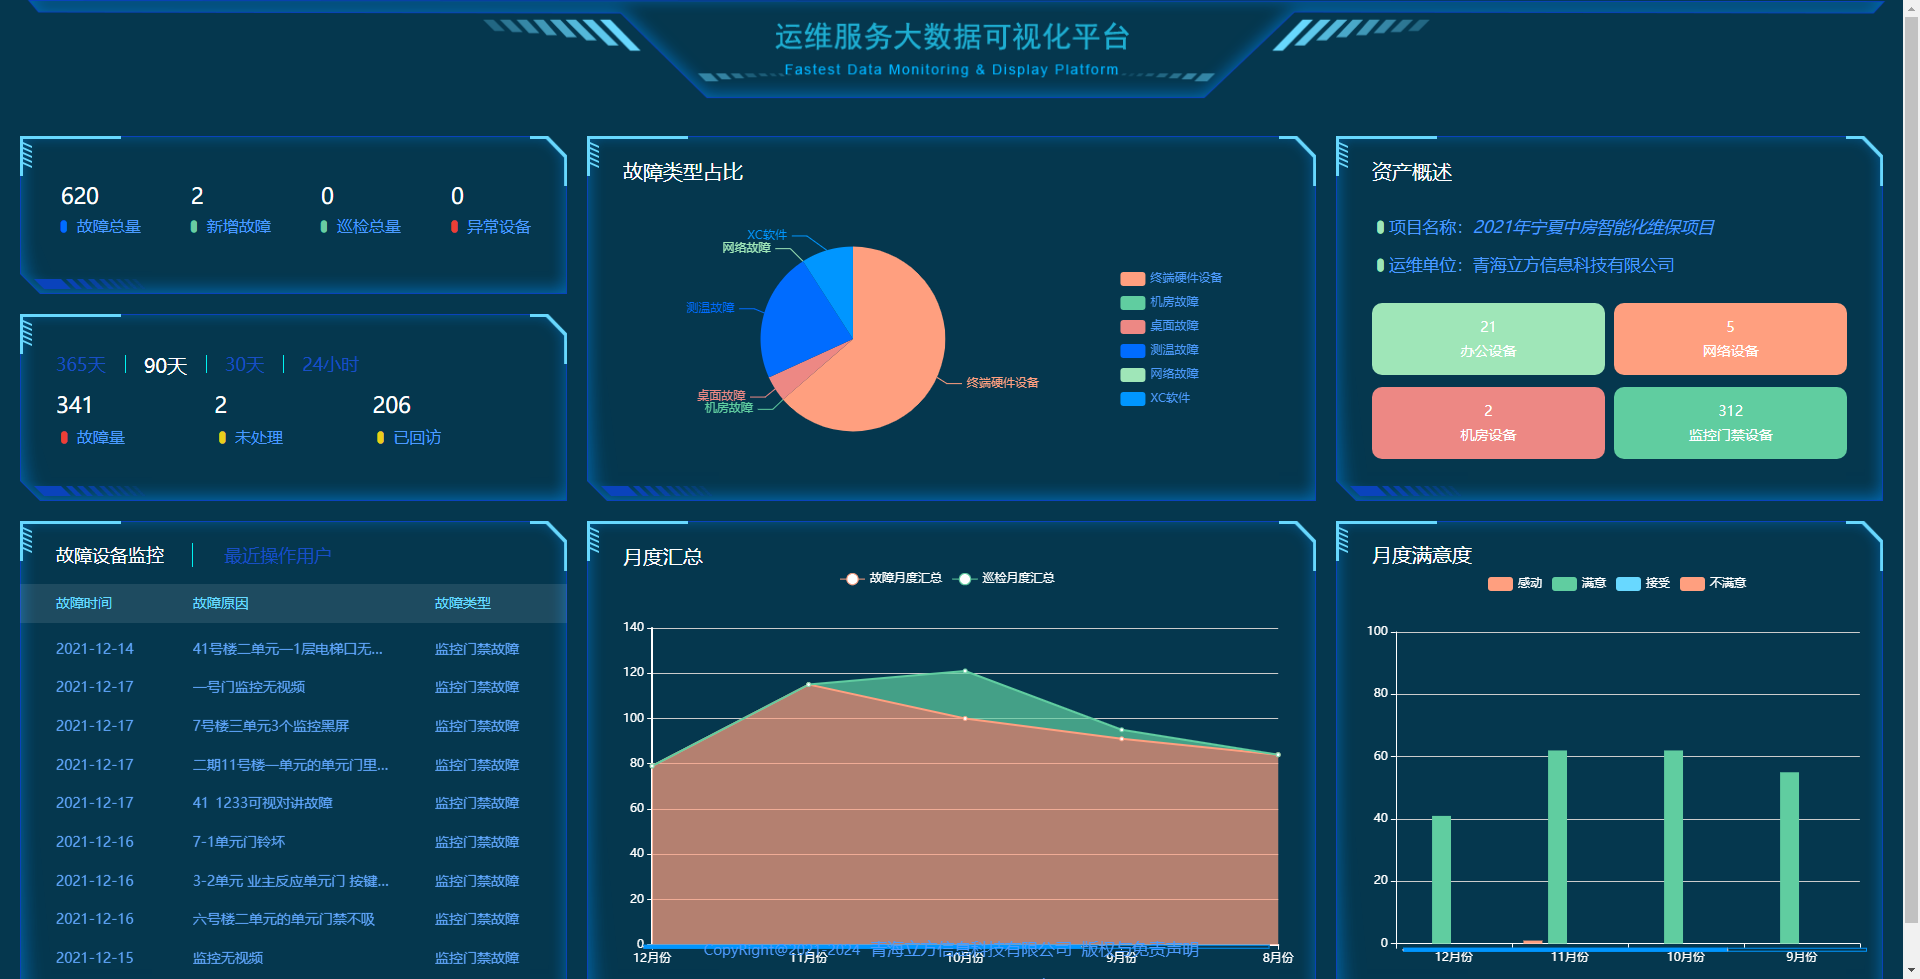 运维服务大数据可视化平台
Fastest Data Monitoring & Display Platform
620 2 0 0
故障总量 新增故障 巡检总量 异常设备
365天 90天 30天 24小时
341 2 206
故障量 未处理 已回访
故障类型占比
XC软件
网络故障
测温故障
桌面故障
机房故障
终端硬件设备
终端硬件设备
机房故障
桌面故障
测温故障
网络故障
XC软件
资产概述
项目名称：2021年宁夏中房智能化维保项目
运维单位：青海立方信息科技有限公司
21 5
办公设备 网络设备
2 312
机房设备 监控门禁设备
故障设备监控 最近操作用户
故障时间 故障原因 故障类型
2021-12-14 41号楼二单元—1层电梯口无... 监控门禁故障
2021-12-17 一号门监控无视频 监控门禁故障
2021-12-17 7号楼三单元3个监控黑屏 监控门禁故障
2021-12-17 二期11号楼一单元的单元门里... 监控门禁故障
2021-12-17 41 1233可视对讲故障 监控门禁故障
2021-12-16 7-1单元门铃坏 监控门禁故障
2021-12-16 3-2单元 业主反应单元门 按键... 监控门禁故障
2021-12-16 六号楼二单元的单元门禁不吸 监控门禁故障
2021-12-15 监控无视频 监控门禁故障
月度汇总
故障月度汇总 巡检月度汇总
140
120
100
80
60
40
20
0
12月份 11月份 10月份 9月份 8月份
CopyRight@2021-2024 青海立方信息科技有限公司 版权与免责声明
月度满意度
感动 满意 接受 不满意
100
80
60
40
20
0
12月份 11月份 10月份 9月份